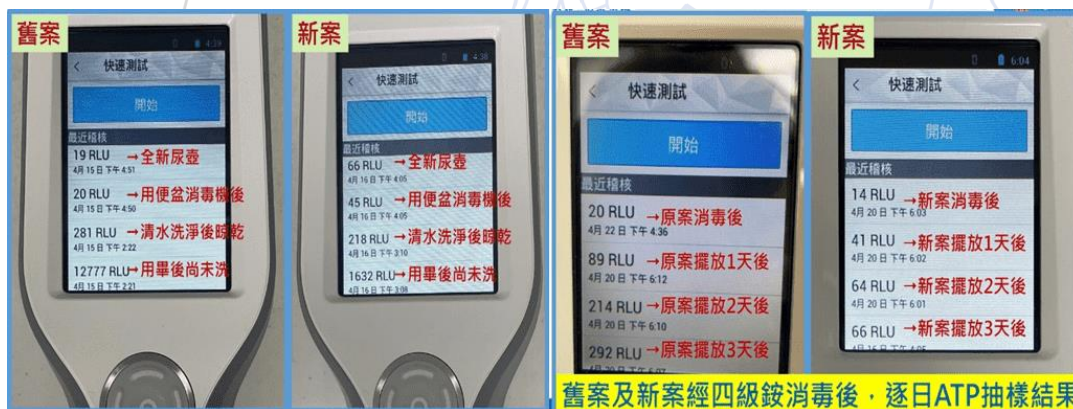 舊案
4:39
快速測試
開始
最近稽核
19 RLU →全新尿壺
4月 15日 下午 4:51
20 RLU →用便盆消毒機後
4月 15日 下午 4:50
281 RLU →清水洗淨後晾乾
4月 15日 下午 2:22
12777 RLU→用畢後尚未洗
4月 15日 下午 2:21
新案
4:38
快速測試
開始
最近稽核
66 RLU →全新尿壺
4月 16日 下午 4:05
45 RLU →用便盆消毒機後
4月 16日 下午 4:05
218 RLU →清水洗淨後晾乾
4月 16日 下午 3:10
1632 RLU→用畢後尚未洗
4月 16日 下午 3:08
舊案
快速測試
開始
最近稽核
20 RLU →原案消毒後
4月 22日 下午 4:36
89 RLU →原案擺放1天後
4月 20日 下午 6:12
214 RLU →原案擺放2天後
4月 20日 下午 6:10
292 RLU →原案擺放3天後
新案
6:04
快速測試
開始
最近稽核
14 RLU →新案消毒後
4月 20日 下午 6:03
41 RLU →新案擺放1天後
4月 20日 下午 6:02
64 RLU →新案擺放2天後
4月 20日 下午 6:01
66 RLU →新案擺放3天後
舊案及新案經四級銨消毒後，逐日ATP抽樣結果